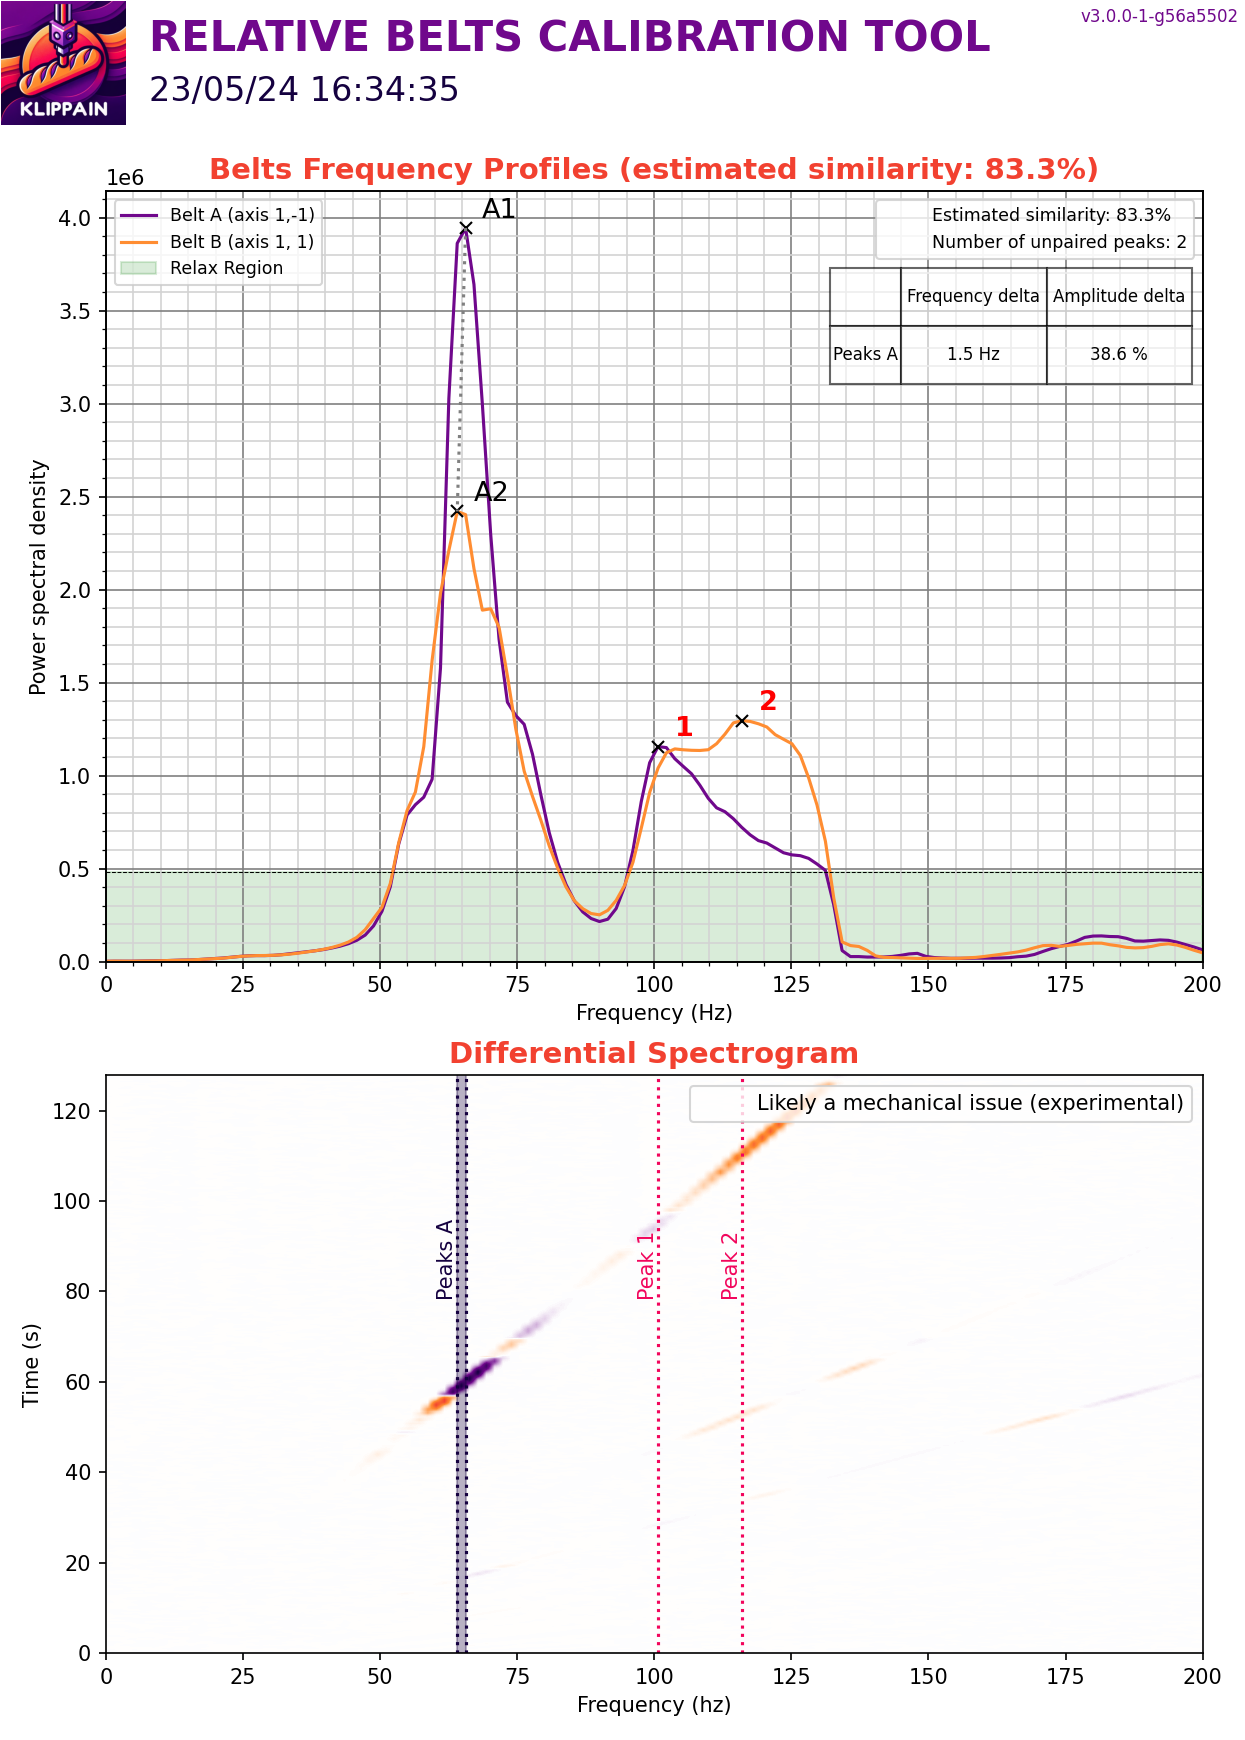 KLIPPAIN
RELATIVE BELTS CALIBRATION TOOL
v3.0.0-1-g56a5502
23/05/24 16:34:35
Belts Frequency Profiles (estimated similarity: 83.3%)
1e6
Belt A (axis 1,-1)
Belt B (axis 1, 1)
Relax Region
A1
Estimated similarity: 83.3%
Number of unpaired peaks: 2
Frequency delta Amplitude delta
Peaks A 1.5 Hz 38.6 %
A2
2
1
Power spectral density
4.0
3.5
3.0
2.5
2.0
1.5
1.0
0.5
0.0
0 25 50 75 100 125 150 175 200
Frequency (Hz)
Differential Spectrogram
Likely a mechanical issue (experimental)
Peaks A
Peak 1
Peak 2
Time (s)
120
100
80
60
40
20
0
0 25 50 75 100 125 150 175 200
Frequency (hz)